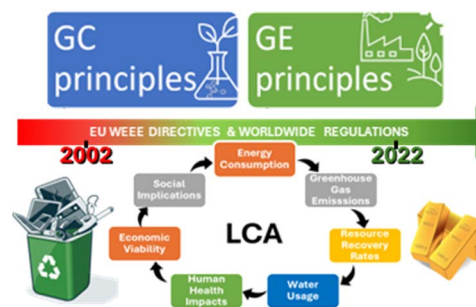 GC
principles
GE
principles
EU WEEE DIRECTIVES & WORLDWIDE REGULATIONS
2002
2022
Energy
Consumption
Greenhouse
Gas
Emisssions
Resource
Recovery
Rates
Water
Usage
Human
Health
Impacts
Economic
Viability
Social
Implications
LCA